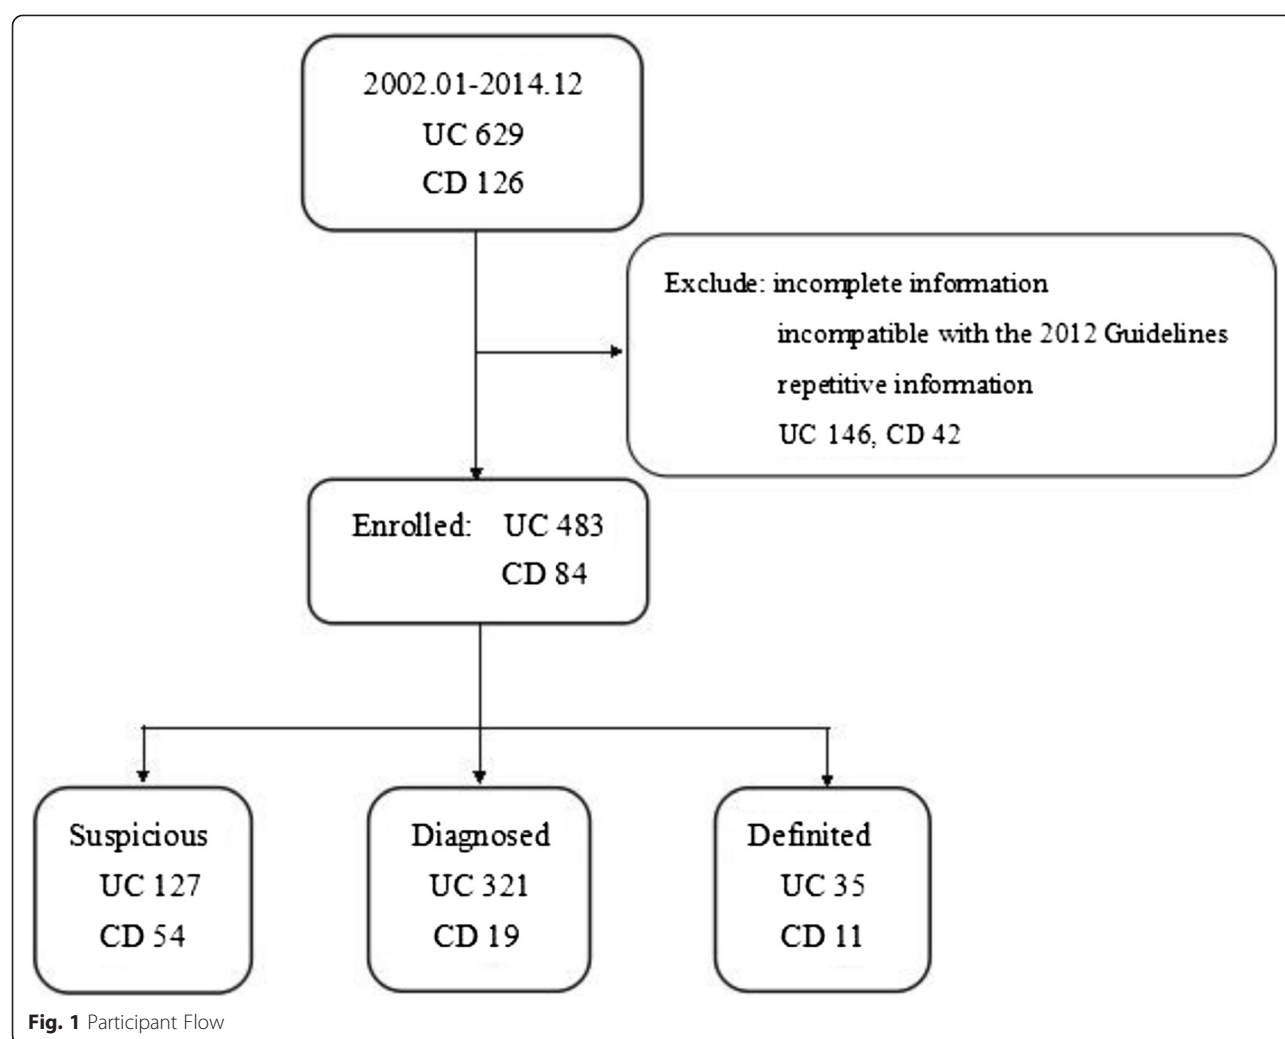 2002.01-2014.12
UC 629
CD 126
Exclude: incomplete information
incompatible with the 2012 Guidelines
repetitive information
UC 146, CD 42
Enrolled: UC 483
CD 84
Suspicious
UC 127
CD 54
Diagnosed
UC 321
CD 19
Definited
UC 35
CD 11
Fig. 1 Participant Flow